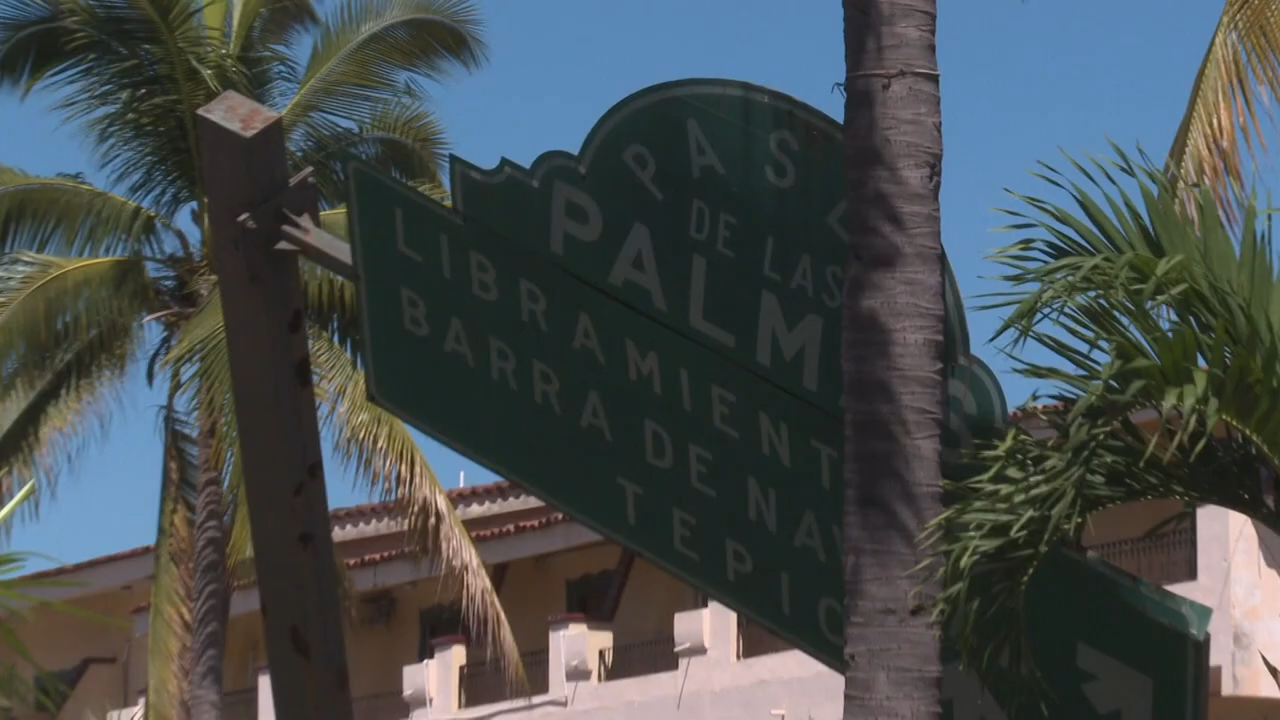 PAS
DE LAS
PALM S
LIBRAMIENT
BARRA DE NAV
TEPIC